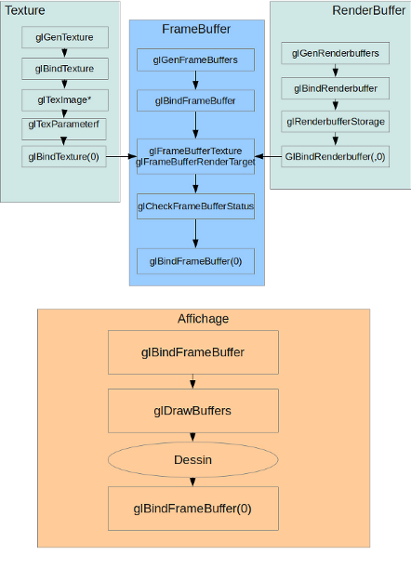 Texture
glGenTexture
glBindTexture
glTexImage*
glTexParameterf
glBindTexture(0)
FrameBuffer
glGenFrameBuffers
glBindFrameBuffer
glFrameBufferTexture
glFrameBufferRenderTarget
glCheckFrameBufferStatus
glBindFrameBuffer(0)
RenderBuffer
glGenRenderbuffers
glBindRenderbuffer
glRenderbufferStorage
GlBindRenderbuffer(,0)
Affichage
glBindFrameBuffer
glDrawBuffers
Dessin
glBindFrameBuffer(0)